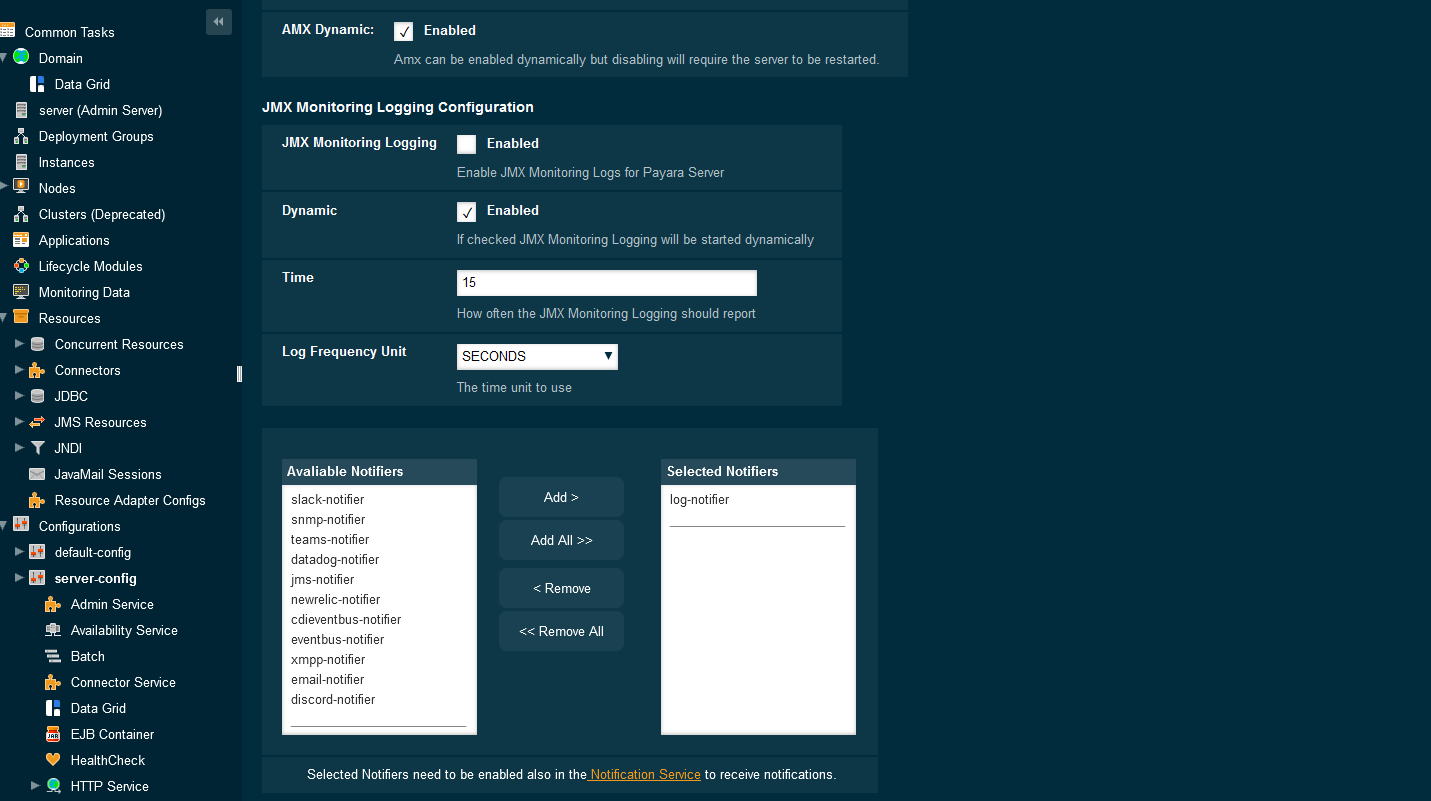 Common Tasks
Domain
Data Grid
server (Admin Server)
Deployment Groups
Instances
Nodes
Clusters (Deprecated)
Applications
Lifecycle Modules
Monitoring Data
Resources
Concurrent Resources
Connectors
JDBC
JMS Resources
JNDI
JavaMail Sessions
Resource Adapter Configs
Configurations
default-config
server-config
Admin Service
Availability Service
Batch
Connector Service
Data Grid
EJB Container
HealthCheck
HTTP Service
AMX Dynamic: Enabled
Amx can be enabled dynamically but disabling will require the server to be restarted.
JMX Monitoring Logging Configuration
JMX Monitoring Logging Enabled
Enable JMX Monitoring Logs for Payara Server
Dynamic Enabled
If checked JMX Monitoring Logging will be started dynamically
Time 15
How often the JMX Monitoring Logging should report
Log Frequency Unit SECONDS
The time unit to use
Avaliable Notifiers
slack-notifier
snmp-notifier
teams-notifier
datadog-notifier
jms-notifier
newrelic-notifier
cdieventbus-notifier
eventbus-notifier
xmpp-notifier
email-notifier
discord-notifier
Add >
Add All >>
< Remove
<< Remove All
Selected Notifiers
log-notifier
Selected Notifiers need to be enabled also in the Notification Service to receive notifications.